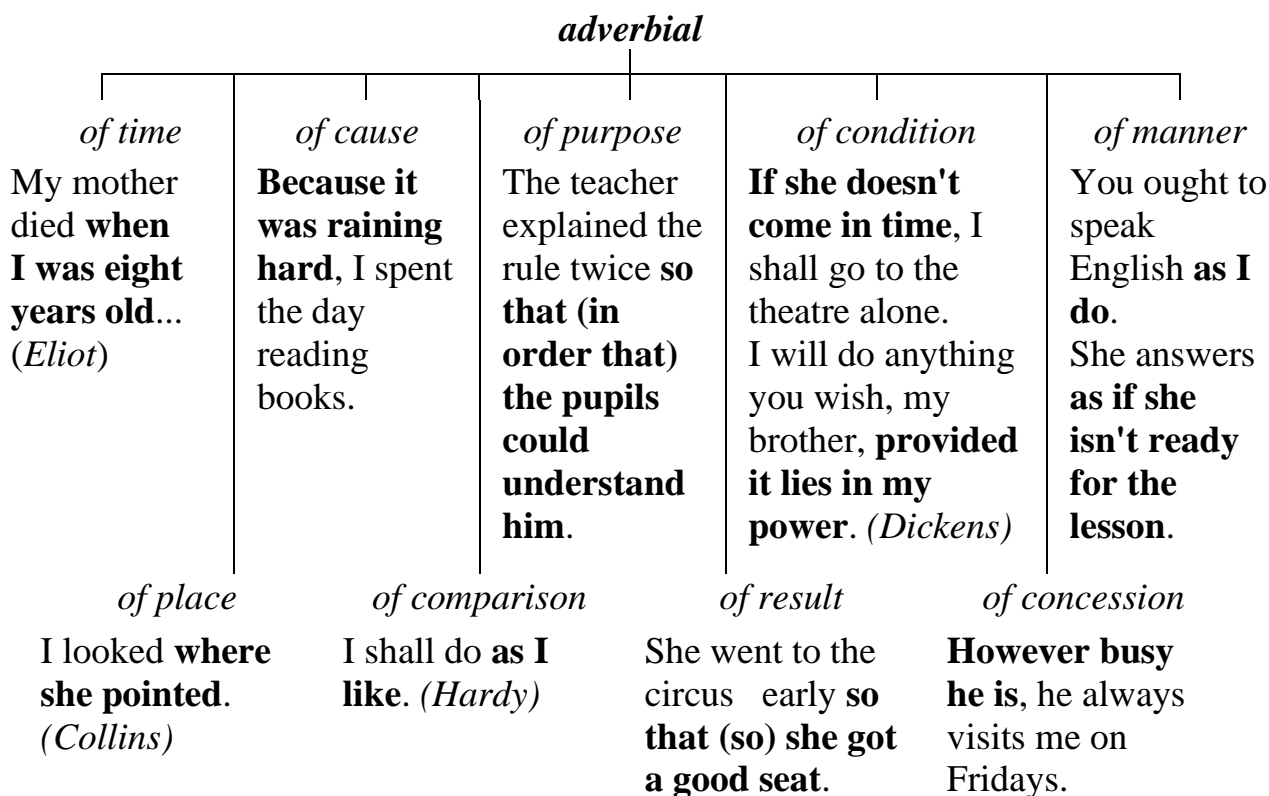 adverbial
of time
My mother
died when
I was eight
years old...
(Eliot)
of cause
Because it
was raining
hard, I spent
the day
reading
books.
of purpose
The teacher
explained the
rule twice so
that (in
order that)
the pupils
could
understand
him.
of condition
If she doesn't
come in time, I
shall go to the
theatre alone.
I will do anything
you wish, my
brother, provided
it lies in my
power. (Dickens)
of manner
You ought to
speak
English as I
do.
She answers
as if she
isn't ready
for the
lesson.
of place
I looked where
she pointed.
(Collins)
of comparison
I shall do as I
like. (Hardy)
of result
She went to the
circus early so
that (so) she got
a good seat.
of concession
However busy
he is, he always
visits me on
Fridays.